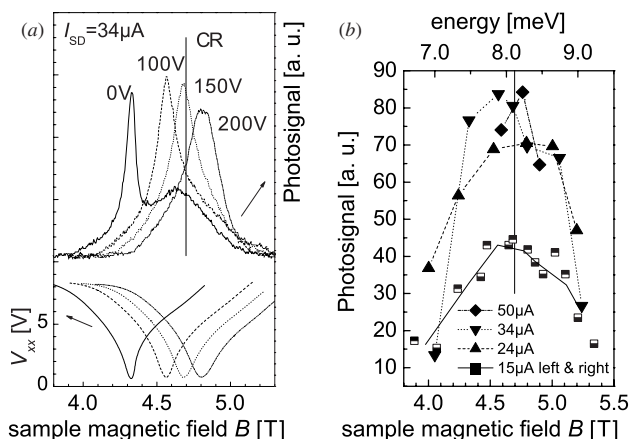 (a)
I_SD=34µA
CR
0V
100V
150V
200V
Photosignal [a. u.]
V_xx [V]
5
0
4.0
4.5
5.0
sample magnetic field B [T]
(b)
energy [meV]
7.0
8.0
9.0
Photosignal [a. u.]
90
80
70
60
50
40
30
20
10
50µA
34µA
24µA
15µA left & right
4.0
4.5
5.0
5.5
sample magnetic field B [T]